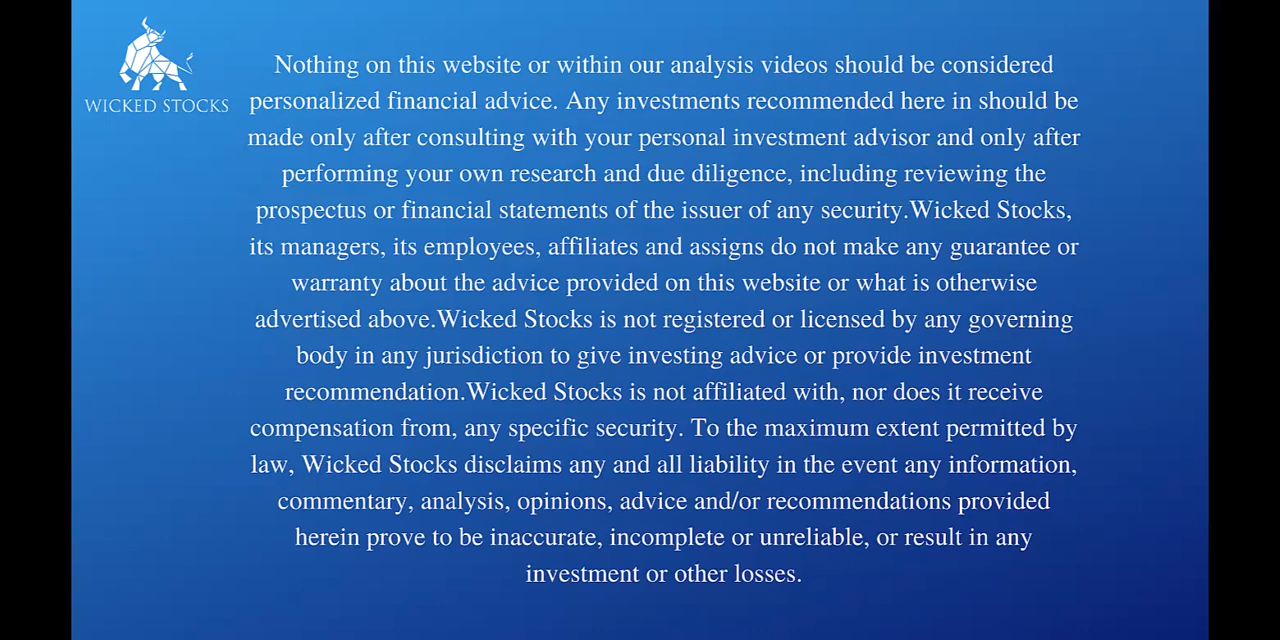 WICKED STOCKS
Nothing on this website or within our analysis videos should be considered
personalized financial advice. Any investments recommended here in should be
made only after consulting with your personal investment advisor and only after
performing your own research and due diligence, including reviewing the
prospectus or financial statements of the issuer of any security.Wicked Stocks,
its managers, its employees, affiliates and assigns do not make any guarantee or
warranty about the advice provided on this website or what is otherwise
advertised above.Wicked Stocks is not registered or licensed by any governing
body in any jurisdiction to give investing advice or provide investment
recommendation.Wicked Stocks is not affiliated with, nor does it receive
compensation from, any specific security. To the maximum extent permitted by
law, Wicked Stocks disclaims any and all liability in the event any information,
commentary, analysis, opinions, advice and/or recommendations provided
herein prove to be inaccurate, incomplete or unreliable, or result in any
investment or other losses.